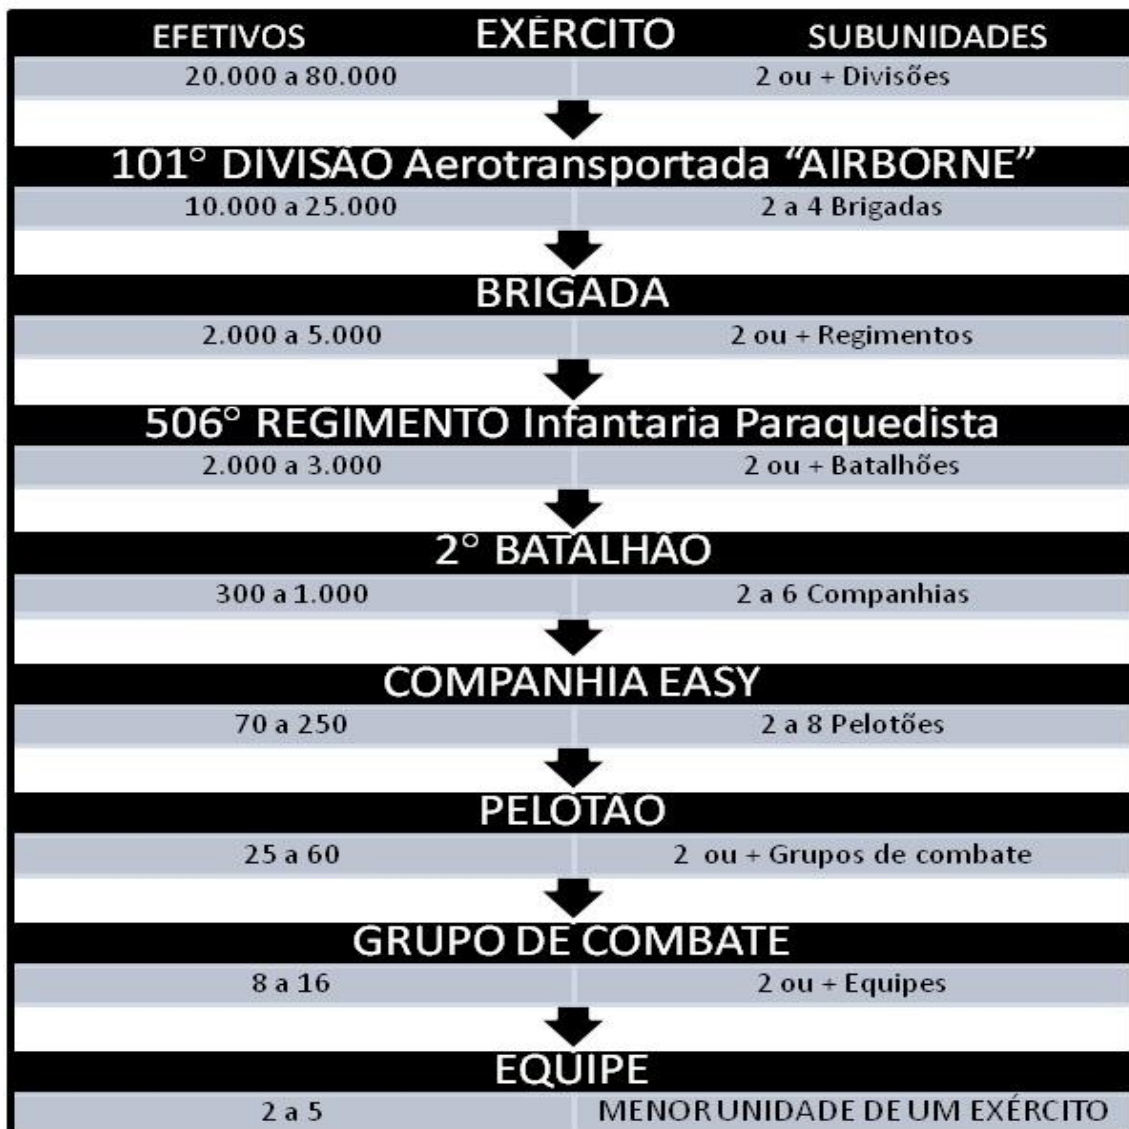 EFETIVOS EXÉRCITO SUBUNIDADES
20.000 a 80.000 2 ou + Divisões
101° DIVISÃO Aerotransportada “AIRBORNE”
10.000 a 25.000 2 a 4 Brigadas
BRIGADA
2.000 a 5.000 2 ou + Regimentos
506° REGIMENTO Infantaria Paraquedista
2.000 a 3.000 2 ou + Batalhões
2° BATALHÃO
300 a 1.000 2 a 6 Companhias
COMPANHIA EASY
70 a 250 2 a 8 Pelotões
PELOTÃO
25 a 60 2 ou + Grupos de combate
GRUPO DE COMBATE
8 a 16 2 ou + Equipes
EQUIPE
2 a 5 MENOR UNIDADE DE UM EXÉRCITO